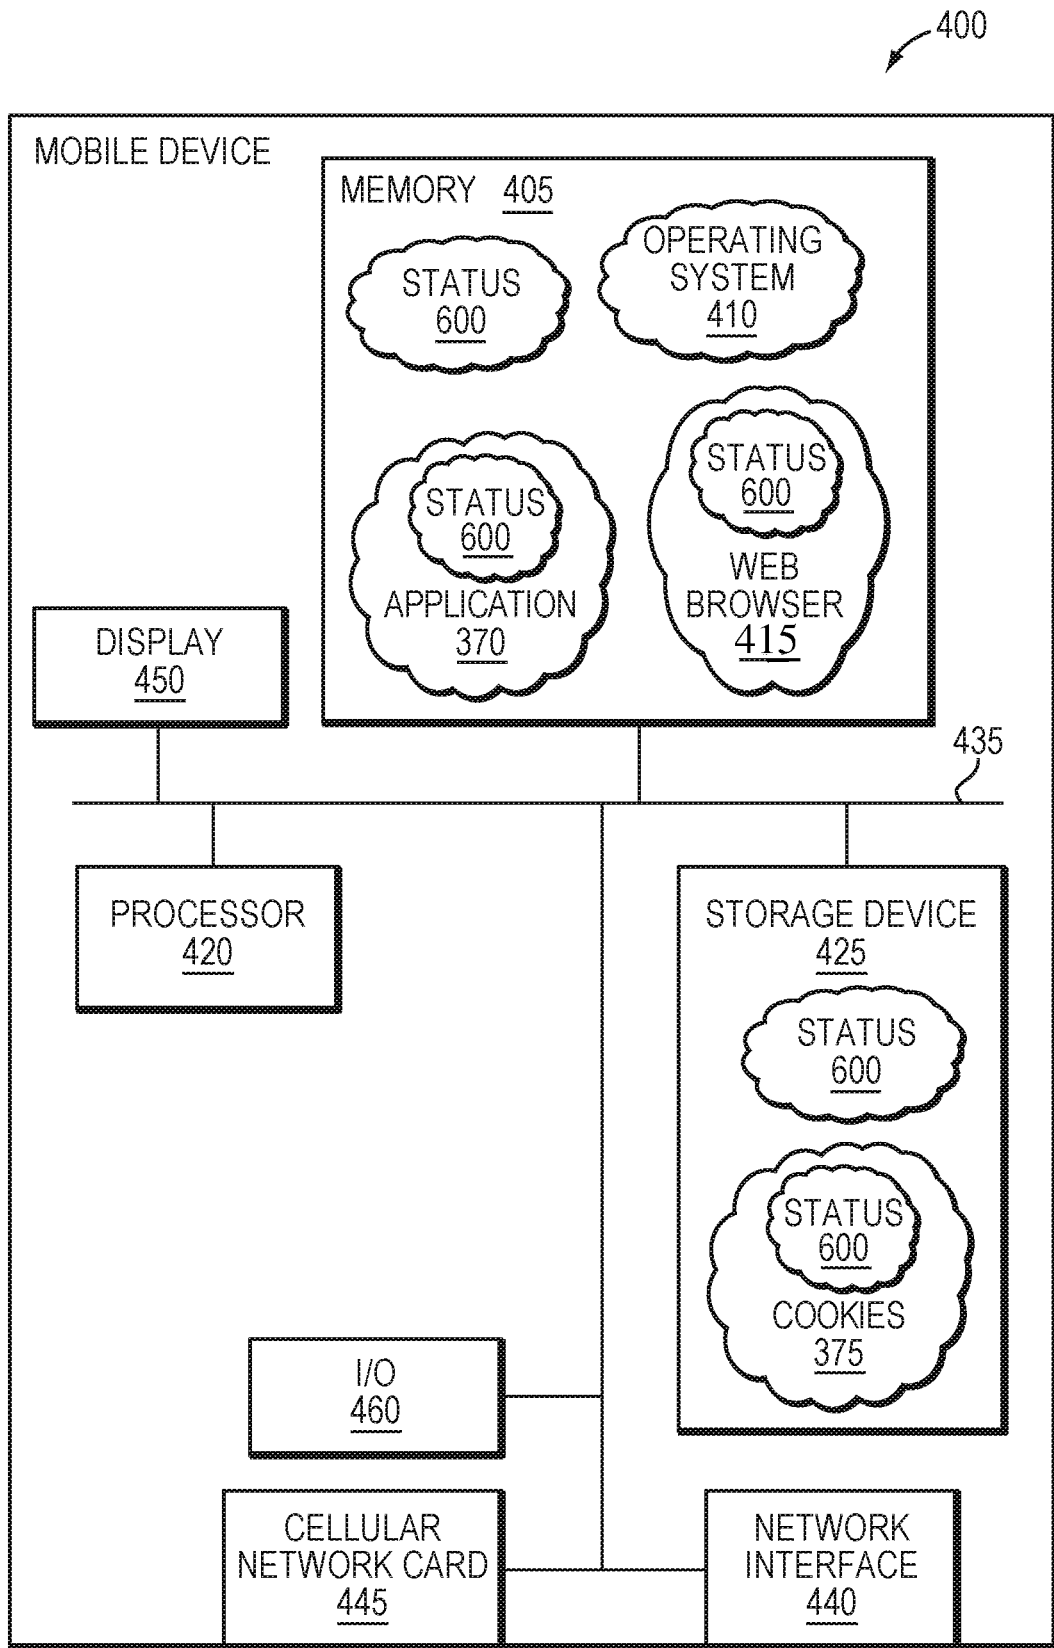 400
MOBILE DEVICE
MEMORY 405
STATUS
600
OPERATING
SYSTEM
410
STATUS
600
APPLICATION
370
STATUS
600
WEB
BROWSER
415
DISPLAY
450
435
PROCESSOR
420
STORAGE DEVICE
425
STATUS
600
STATUS
600
COOKIES
375
I/O
460
CELLULAR
NETWORK CARD
445
NETWORK
INTERFACE
440